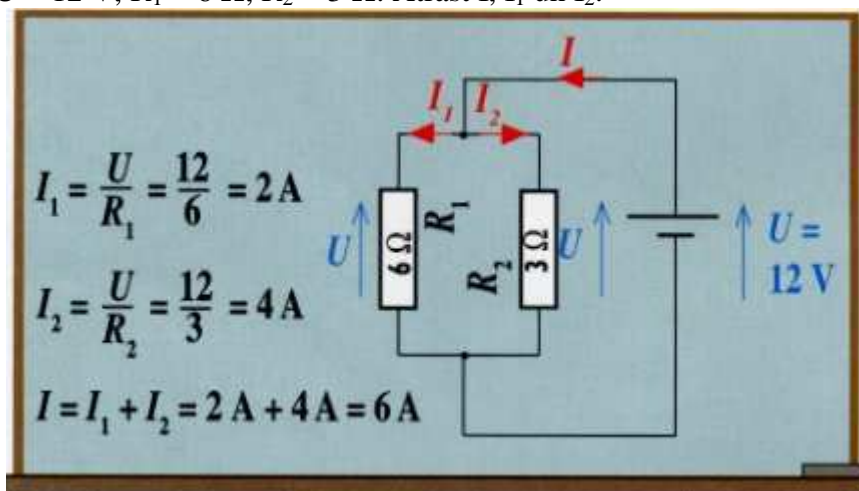 I₁ = U/R₁ = 12/6 = 2 A
I₂ = U/R₂ = 12/3 = 4 A
I = I₁ + I₂ = 2 A + 4 A = 6 A
I
I₁ I₂
U
6 Ω
R₁
R₂
3 Ω
U
U =
12 V